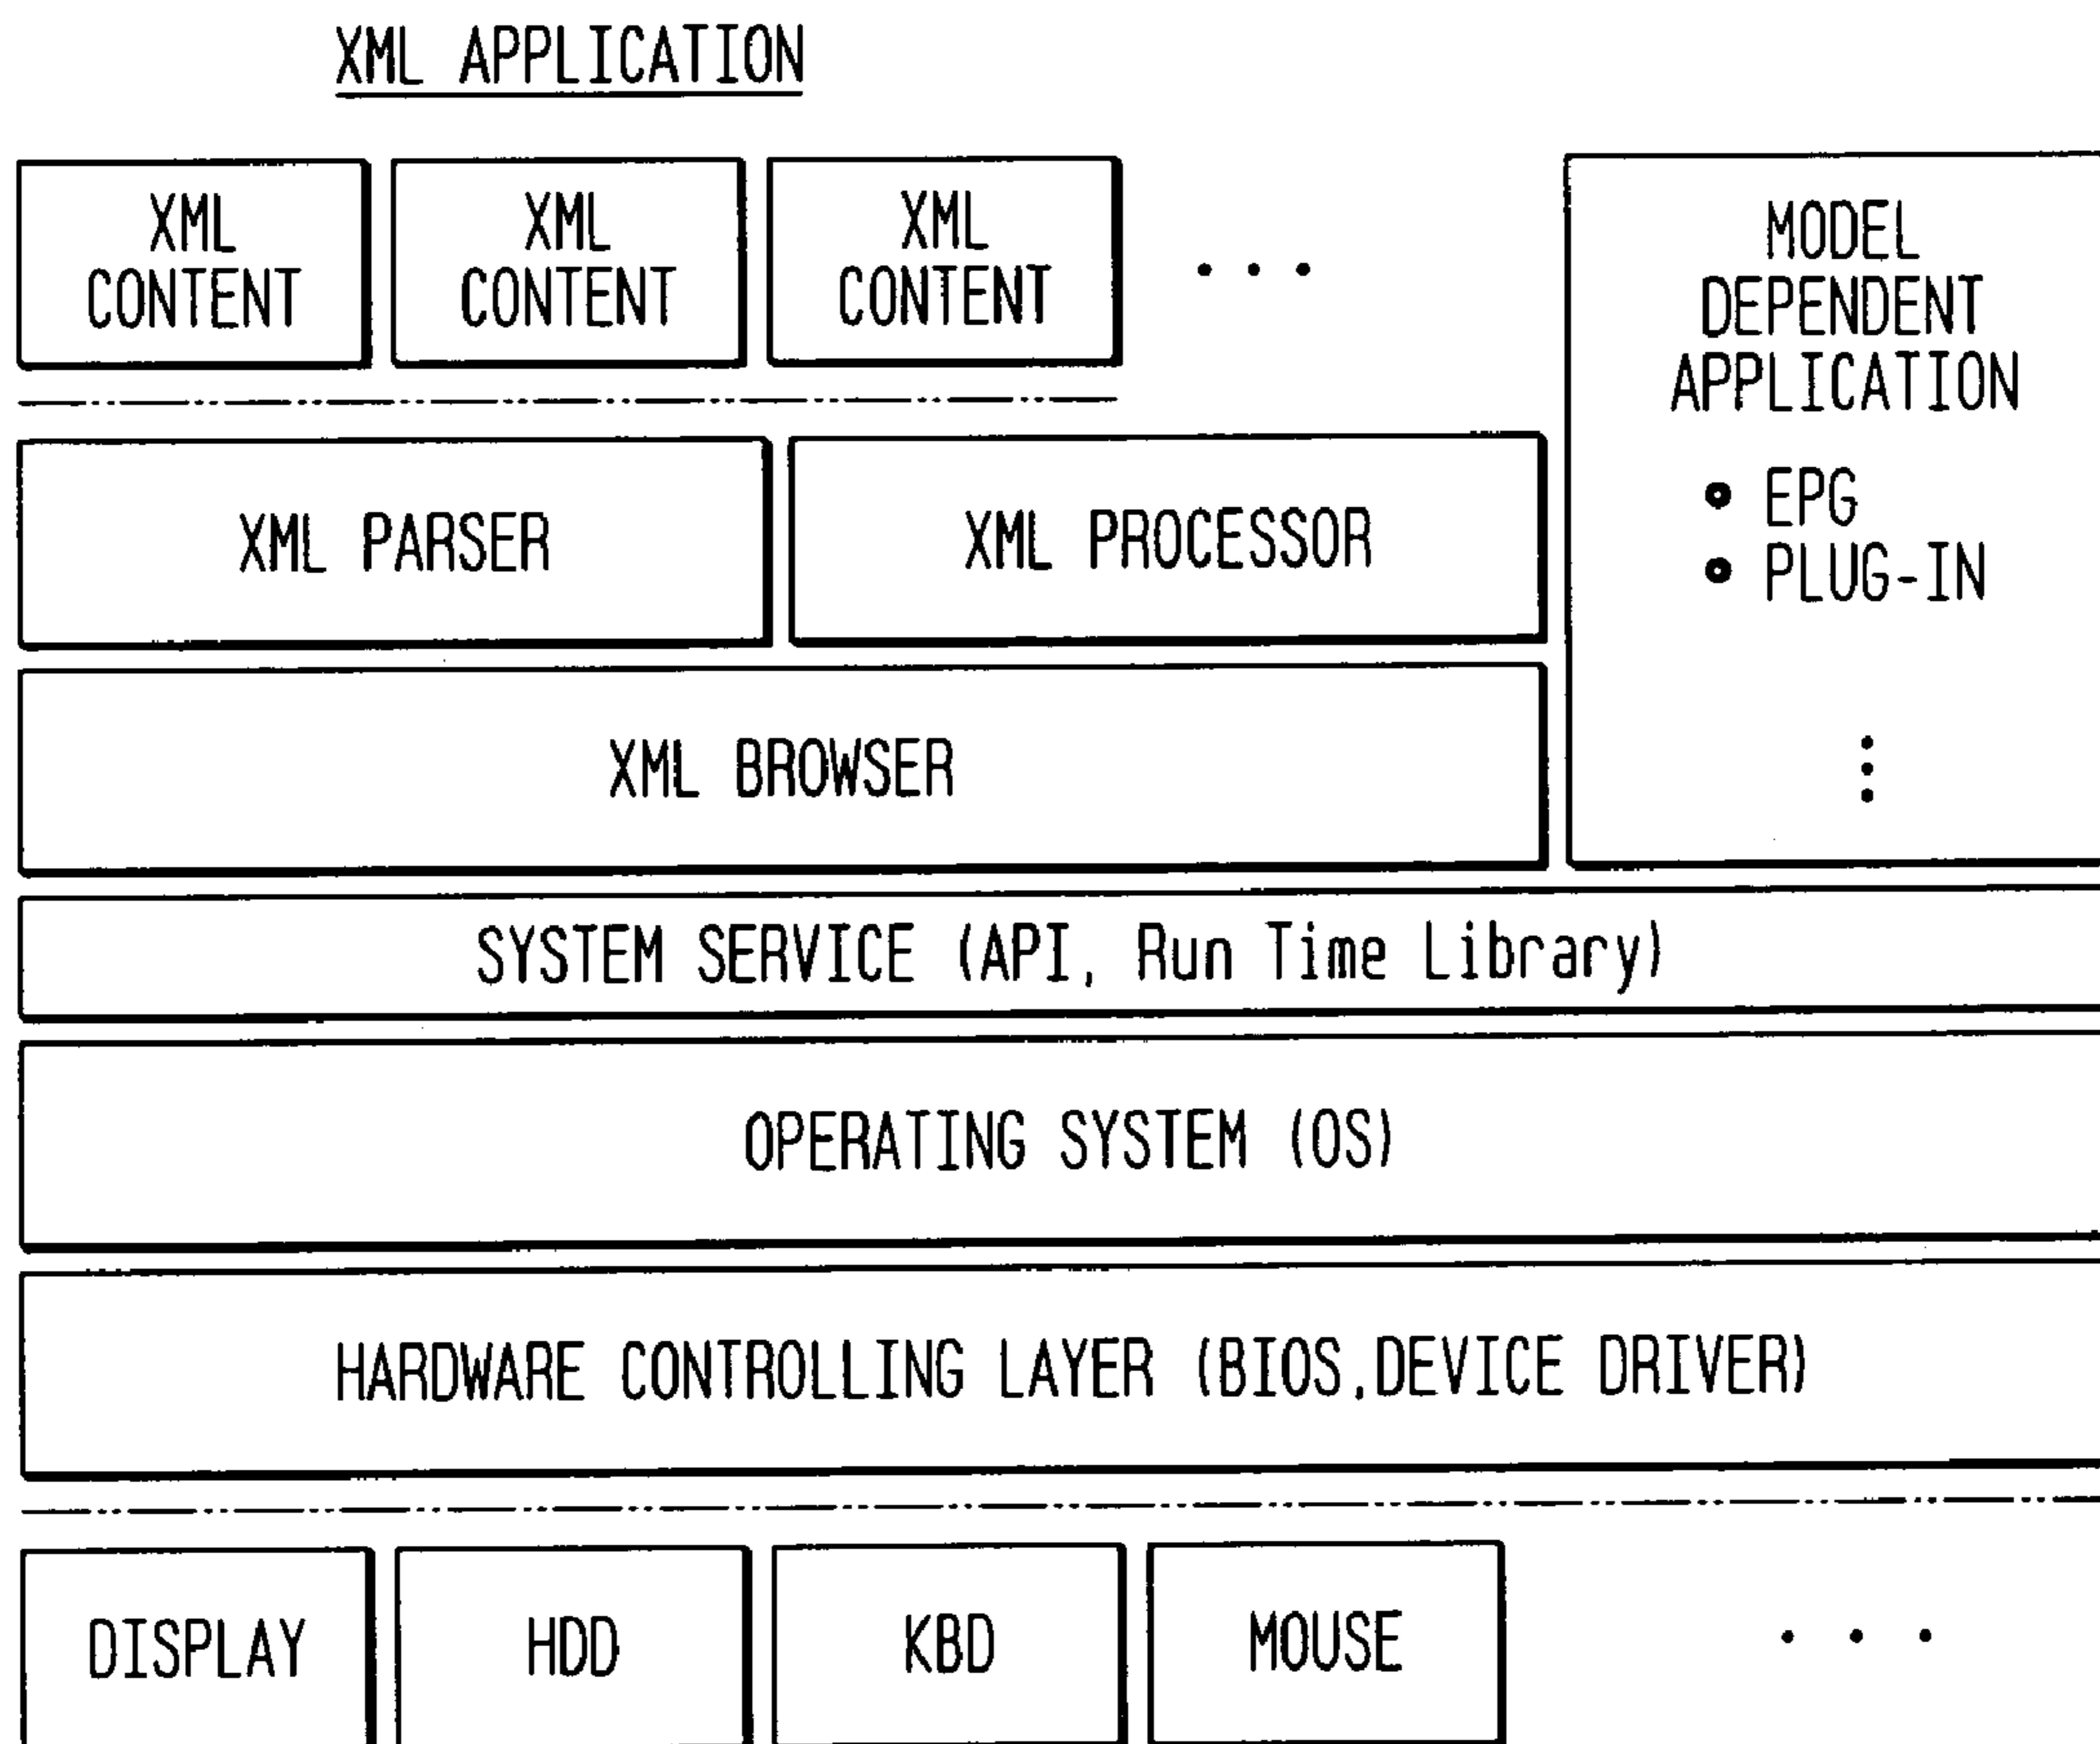 XML APPLICATION
XML
CONTENT
XML
CONTENT
XML
CONTENT
. . .
MODEL
DEPENDENT
APPLICATION
• EPG
• PLUG-IN
XML PARSER
XML PROCESSOR
XML BROWSER
SYSTEM SERVICE (API, Run Time Library)
OPERATING SYSTEM (OS)
HARDWARE CONTROLLING LAYER (BIOS,DEVICE DRIVER)
DISPLAY
HDD
KBD
MOUSE
. . .